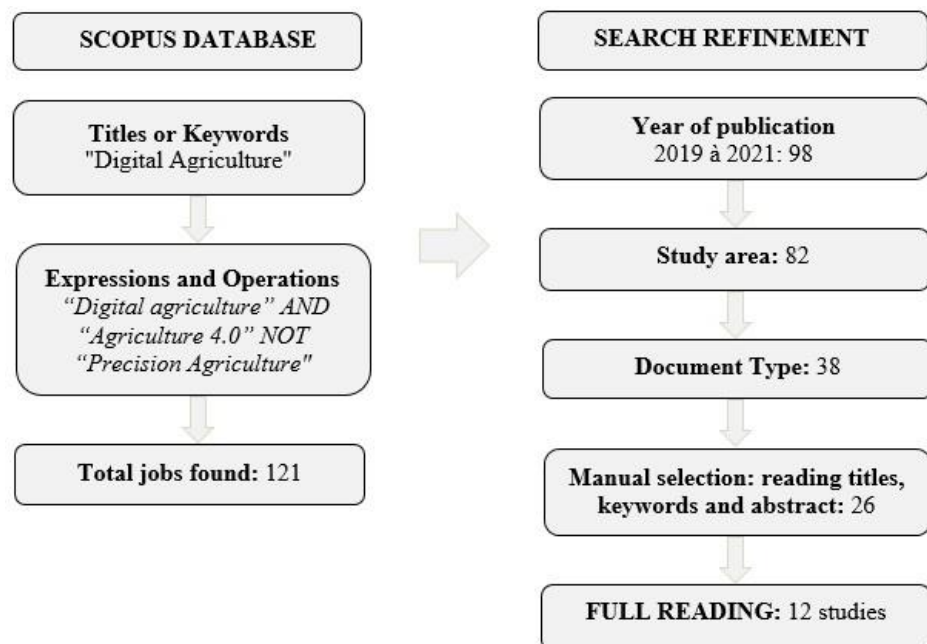 SCOPUS DATABASE
Titles or Keywords
"Digital Agriculture"
Expressions and Operations
“Digital agriculture” AND
“Agriculture 4.0” NOT
“Precision Agriculture"
Total jobs found: 121
SEARCH REFINEMENT
Year of publication
2019 à 2021: 98
Study area: 82
Document Type: 38
Manual selection: reading titles,
keywords and abstract: 26
FULL READING: 12 studies